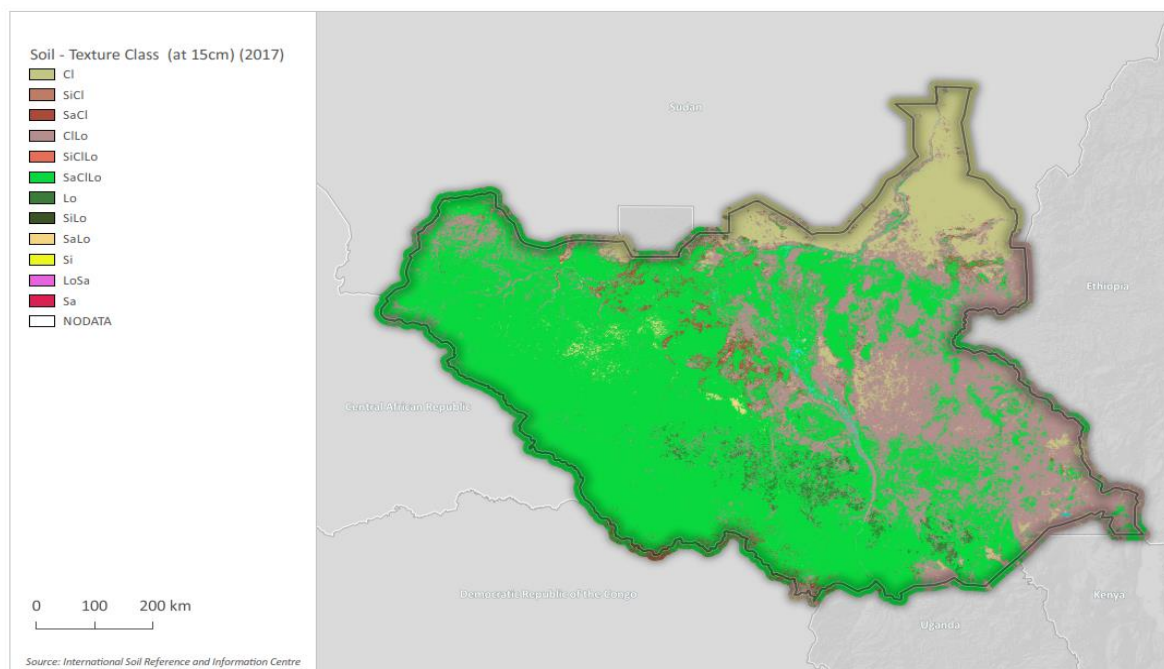 Soil - Texture Class (at 15cm) (2017)
Cl
SiCl
SaCl
ClLo
SiClLo
SaClLo
Lo
SiLo
SaLo
Si
LoSa
Sa
NODATA
0 100 200 km
Source: International Soil Reference and Information Centre
Sudan
Ethiopia
Central African Republic
Democratic Republic of the Congo
Kenya
Uganda